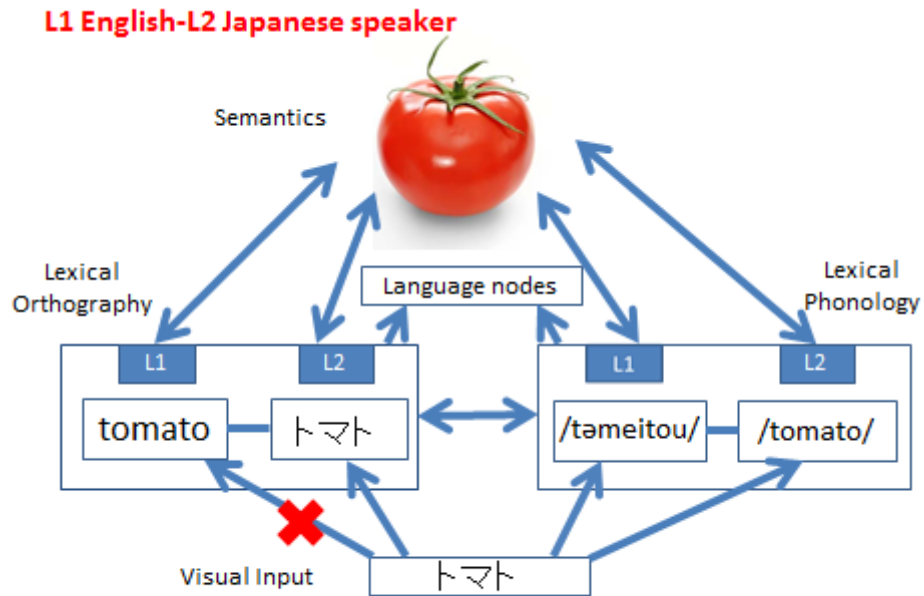 L1 English-L2 Japanese speaker
Semantics
Lexical
Orthography
Language nodes
Lexical
Phonology
L1
L2
L1
L2
tomato
トマト
/təmeitou/
/tomato/
Visual Input
トマト